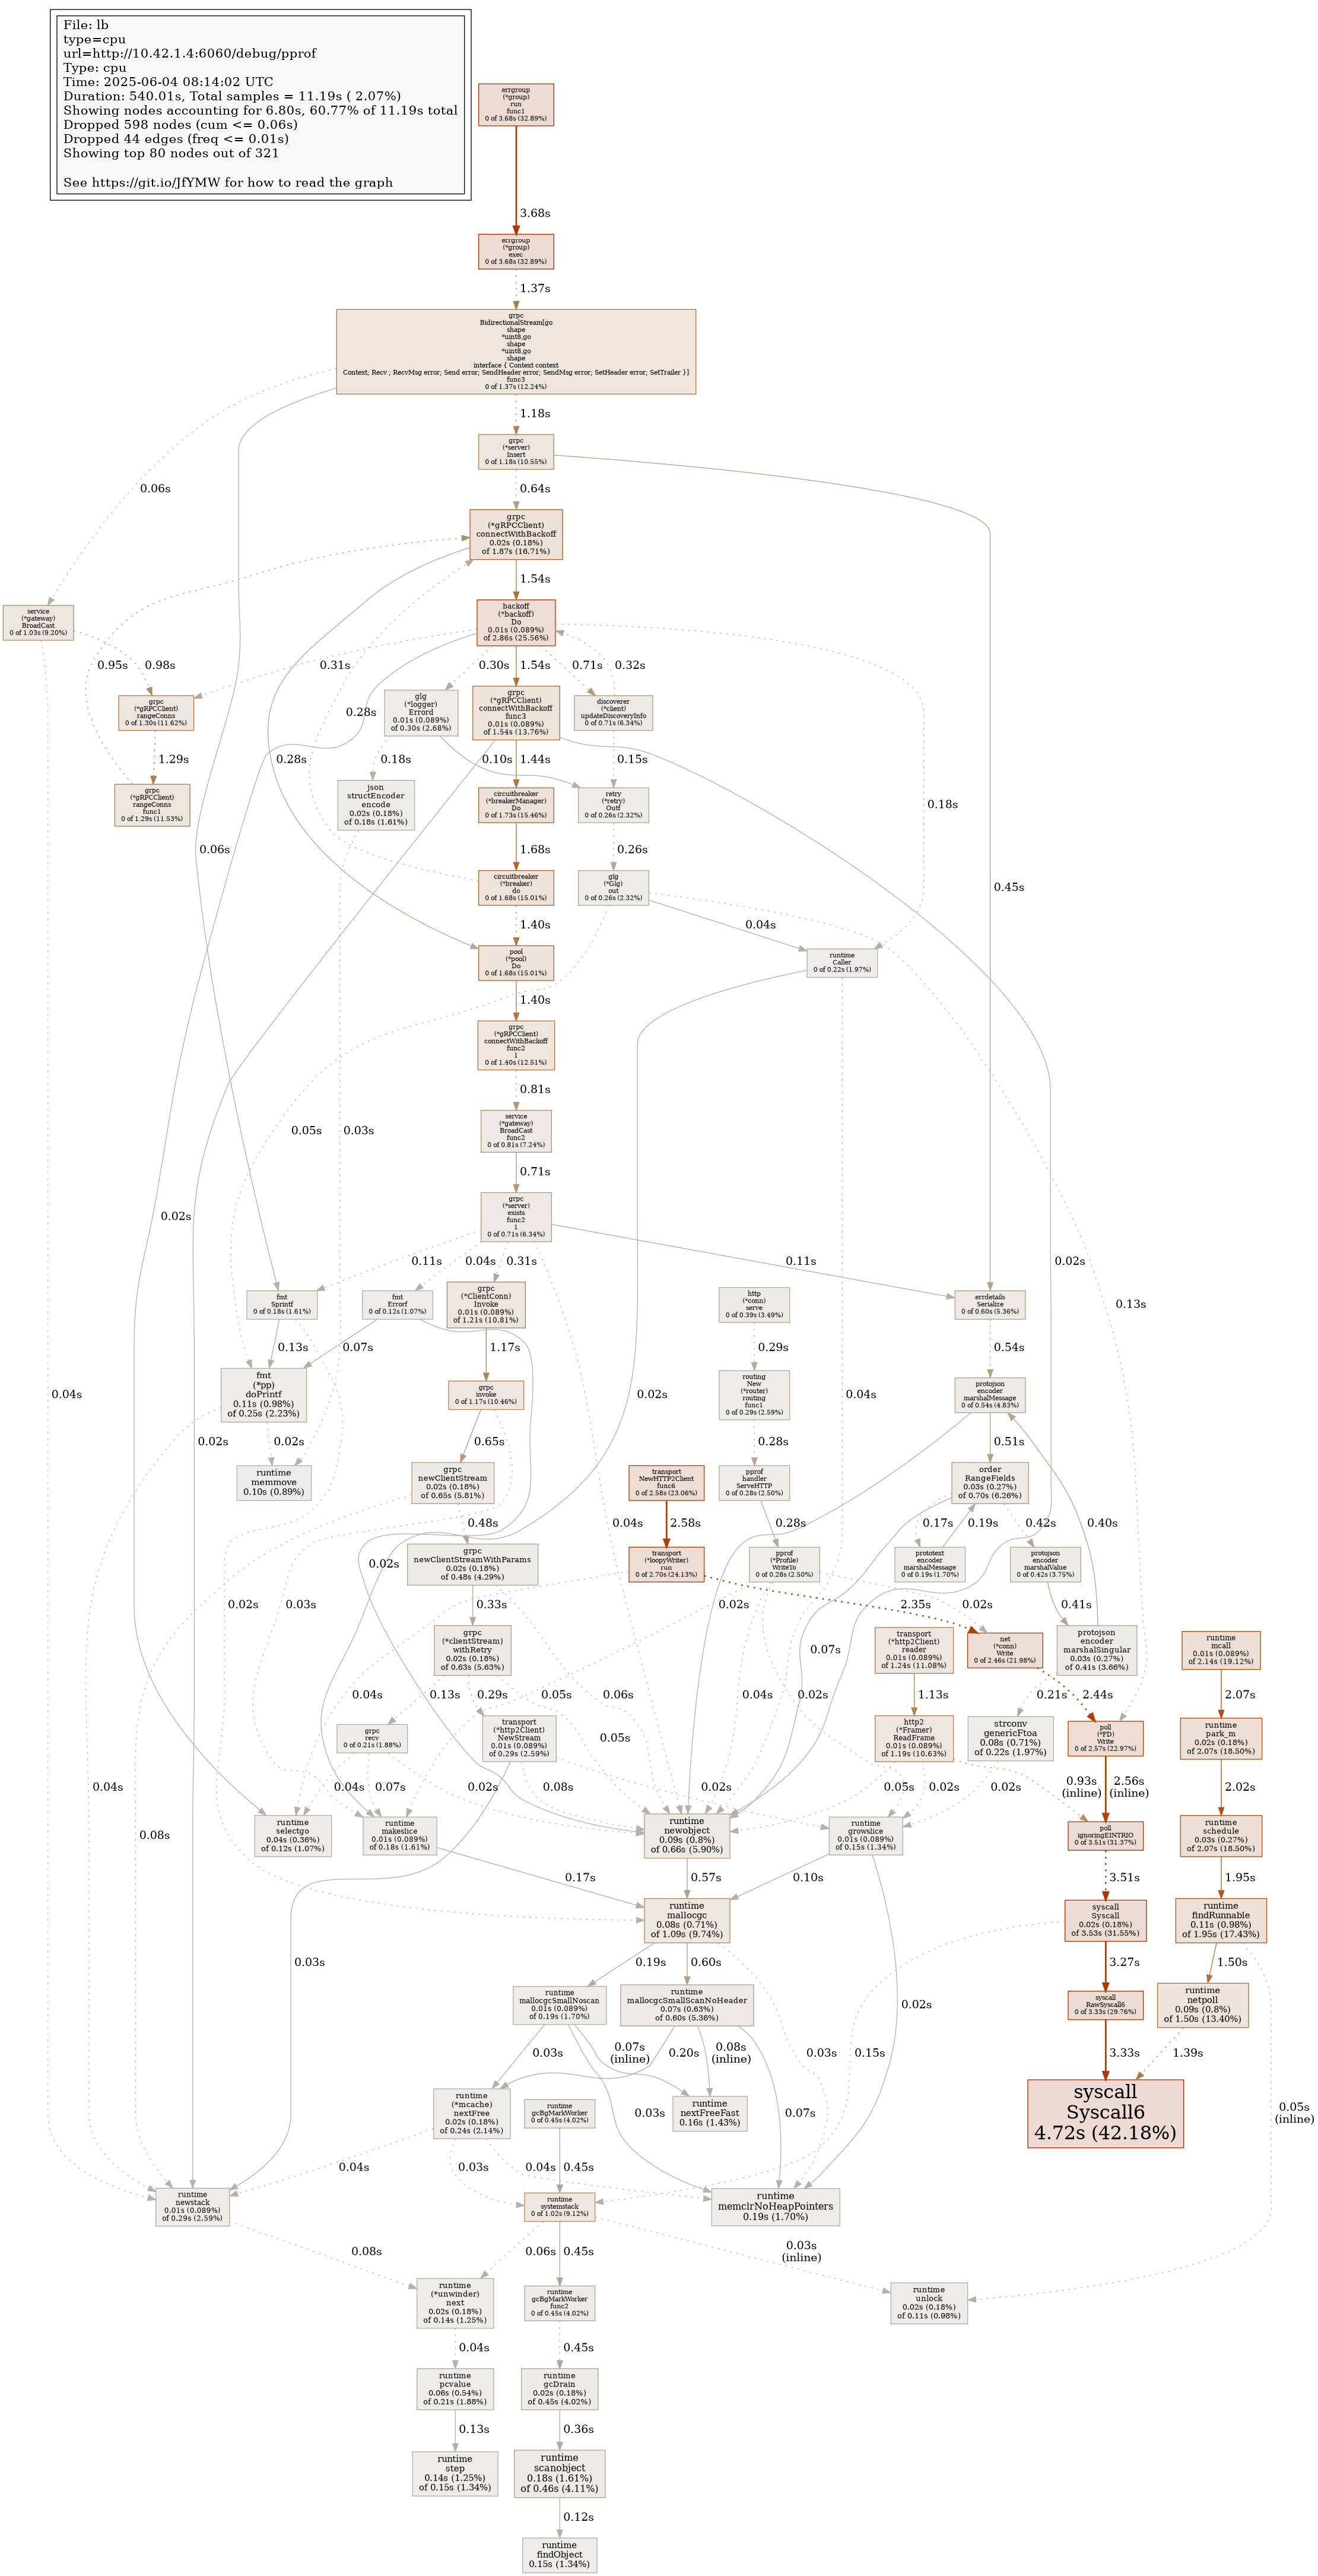 File: lb
type=cpu
url=http://10.42.1.4:6060/debug/pprof
Type: cpu
Time: 2025-06-04 08:14:02 UTC
Duration: 540.01s, Total samples = 11.19s ( 2.07%)
Showing nodes accounting for 6.80s, 60.77% of 11.19s total
Dropped 598 nodes (cum <= 0.06s)
Dropped 44 edges (freq <= 0.01s)
Showing top 80 nodes out of 321
See https://git.io/JfYMW for how to read the graph
errgroup
(*group)
run
func1
0 of 3.68s (32.89%)
3.68s
errgroup
(*group)
exec
0 of 3.68s (32.89%)
1.37s
grpc
BidirectionalStream[go
shape
*uint8,go
shape
*uint8,go
shape
interface { Context context
Context; Recv ; RecvMsg error; Send error; SendHeader error; SendMsg error; SetHeader error; SetTrailer }]
func3
0 of 1.37s (12.24%)
1.18s
grpc
(*server)
Insert
0 of 1.18s (10.55%)
0.06s
0.64s
grpc
(*gRPCClient)
connectWithBackoff
0.02s (0.18%)
of 1.87s (16.71%)
1.54s
service
(*gateway)
BroadCast
0 of 1.03s (9.20%)
backoff
(*backoff)
Do
0.01s (0.089%)
of 2.86s (25.56%)
0.95s
0.98s
0.31s
0.30s
1.54s
0.71s
0.32s
grpc
(*gRPCClient)
rangeConns
0 of 1.30s (11.62%)
0.28s
glg
(*logger)
Errord
0.01s (0.089%)
of 0.30s (2.68%)
grpc
(*gRPCClient)
connectWithBackoff
func3
0.01s (0.089%)
of 1.54s (13.76%)
discoverer
(*client)
updateDiscoveryInfo
0 of 0.71s (6.34%)
1.29s
0.28s
0.18s
0.10s
1.44s
0.15s
grpc
(*gRPCClient)
rangeConns
func1
0 of 1.29s (11.53%)
json
structEncoder
encode
0.02s (0.18%)
of 0.18s (1.61%)
circuitbreaker
(*breakerManager)
Do
0 of 1.73s (15.46%)
retry
(*retry)
Outf
0 of 0.26s (2.32%)
0.18s
0.06s
1.68s
0.26s
0.45s
circuitbreaker
(*breaker)
do
0 of 1.68s (15.01%)
glg
(*Glg)
out
0 of 0.26s (2.32%)
1.40s
0.04s
pool
(*pool)
Do
0 of 1.68s (15.01%)
runtime
Caller
0 of 0.22s (1.97%)
1.40s
grpc
(*gRPCClient)
connectWithBackoff
func2
1
0 of 1.40s (12.51%)
0.81s
0.05s
0.03s
service
(*gateway)
BroadCast
func2
0 of 0.81s (7.24%)
0.71s
0.02s
grpc
(*server)
exists
func2
1
0 of 0.71s (6.34%)
0.11s
0.04s
0.31s
0.11s
0.02s
0.13s
fmt
Sprintf
0 of 0.18s (1.61%)
fmt
Errorf
0 of 0.12s (1.07%)
grpc
(*ClientConn)
Invoke
0.01s (0.089%)
of 1.21s (10.81%)
http
(*conn)
serve
0 of 0.39s (3.49%)
errdetails
Serialize
0 of 0.60s (5.36%)
0.13s
0.07s
1.17s
0.29s
0.54s
fmt
(*pp)
doPrintf
0.11s (0.98%)
of 0.25s (2.23%)
grpc
invoke
0 of 1.17s (10.46%)
routing
New
(*router)
routing
func1
0 of 0.29s (2.59%)
protojson
encoder
marshalMessage
0 of 0.54s (4.83%)
0.04s
0.02s
0.04s
0.02s
0.02s
0.65s
0.28s
0.51s
runtime
memmove
0.10s (0.89%)
grpc
newClientStream
0.02s (0.18%)
of 0.65s (5.81%)
transport
NewHTTP2Client
func6
0 of 2.58s (23.06%)
pprof
handler
ServeHTTP
0 of 0.28s (2.50%)
order
RangeFields
0.03s (0.27%)
of 0.70s (6.26%)
0.48s
0.04s
2.58s
0.28s
0.17s
0.19s
0.42s
0.40s
grpc
newClientStreamWithParams
0.02s (0.18%)
of 0.48s (4.29%)
0.02s
transport
(*loopyWriter)
run
0 of 2.70s (24.13%)
pprof
(*Profile)
WriteTo
0 of 0.28s (2.50%)
prototext
encoder
marshalMessage
0 of 0.19s (1.70%)
protojson
encoder
marshalValue
0 of 0.42s (3.75%)
0.02s
0.03s
0.33s
0.02s
2.35s
0.02s
0.41s
grpc
(*clientStream)
withRetry
0.02s (0.18%)
of 0.63s (5.63%)
0.07s
transport
(*http2Client)
reader
0.01s (0.089%)
of 1.24s (11.08%)
net
(*conn)
Write
0 of 2.46s (21.98%)
protojson
encoder
marshalSingular
0.03s (0.27%)
of 0.41s (3.66%)
runtime
mcall
0.01s (0.089%)
of 2.14s (19.12%)
0.04s
0.13s
0.29s
0.05s
0.06s
0.04s
0.02s
1.13s
2.44s
0.21s
2.07s
grpc
recv
0 of 0.21s (1.88%)
transport
(*http2Client)
NewStream
0.01s (0.089%)
of 0.29s (2.59%)
0.05s
http2
(*Framer)
ReadFrame
0.01s (0.089%)
of 1.19s (10.63%)
strconv
genericFtoa
0.08s (0.71%)
of 0.22s (1.97%)
poll
(*FD)
Write
0 of 2.57s (22.97%)
runtime
park_m
0.02s (0.18%)
of 2.07s (18.50%)
0.04s
0.04s
0.07s
0.02s
0.08s
0.02s
0.05s
0.02s
0.02s
0.93s
(inline)
2.56s
(inline)
2.02s
runtime
selectgo
0.04s (0.36%)
of 0.12s (1.07%)
runtime
makeslice
0.01s (0.089%)
of 0.18s (1.61%)
runtime
newobject
0.09s (0.8%)
of 0.66s (5.90%)
runtime
growslice
0.01s (0.089%)
of 0.15s (1.34%)
poll
ignoringEINTRIO
0 of 3.51s (31.37%)
runtime
schedule
0.03s (0.27%)
of 2.07s (18.50%)
0.08s
0.17s
0.57s
0.10s
3.51s
1.95s
runtime
mallocgc
0.08s (0.71%)
of 1.09s (9.74%)
syscall
Syscall
0.02s (0.18%)
of 3.53s (31.55%)
runtime
findRunnable
0.11s (0.98%)
of 1.95s (17.43%)
0.03s
0.19s
0.60s
3.27s
1.50s
runtime
mallocgcSmallNoscan
0.01s (0.089%)
of 0.19s (1.70%)
runtime
mallocgcSmallScanNoHeader
0.07s (0.63%)
of 0.60s (5.36%)
0.02s
syscall
RawSyscall6
0 of 3.33s (29.76%)
runtime
netpoll
0.09s (0.8%)
of 1.50s (13.40%)
0.03s
0.07s
(inline)
0.20s
0.08s
(inline)
0.03s
0.15s
3.33s
1.39s
runtime
(*mcache)
nextFree
0.02s (0.18%)
of 0.24s (2.14%)
runtime
gcBgMarkWorker
0 of 0.45s (4.02%)
0.03s
runtime
nextFreeFast
0.16s (1.43%)
0.07s
syscall
Syscall6
4.72s (42.18%)
0.05s
(inline)
0.04s
0.03s
0.45s
0.04s
runtime
newstack
0.01s (0.089%)
of 0.29s (2.59%)
runtime
systemstack
0 of 1.02s (9.12%)
runtime
memclrNoHeapPointers
0.19s (1.70%)
0.08s
0.06s
0.45s
0.03s
(inline)
runtime
(*unwinder)
next
0.02s (0.18%)
of 0.14s (1.25%)
runtime
gcBgMarkWorker
func2
0 of 0.45s (4.02%)
runtime
unlock
0.02s (0.18%)
of 0.11s (0.98%)
0.04s
0.45s
runtime
pcvalue
0.06s (0.54%)
of 0.21s (1.88%)
runtime
gcDrain
0.02s (0.18%)
of 0.45s (4.02%)
0.13s
0.36s
runtime
step
0.14s (1.25%)
of 0.15s (1.34%)
runtime
scanobject
0.18s (1.61%)
of 0.46s (4.11%)
0.12s
runtime
findObject
0.15s (1.34%)